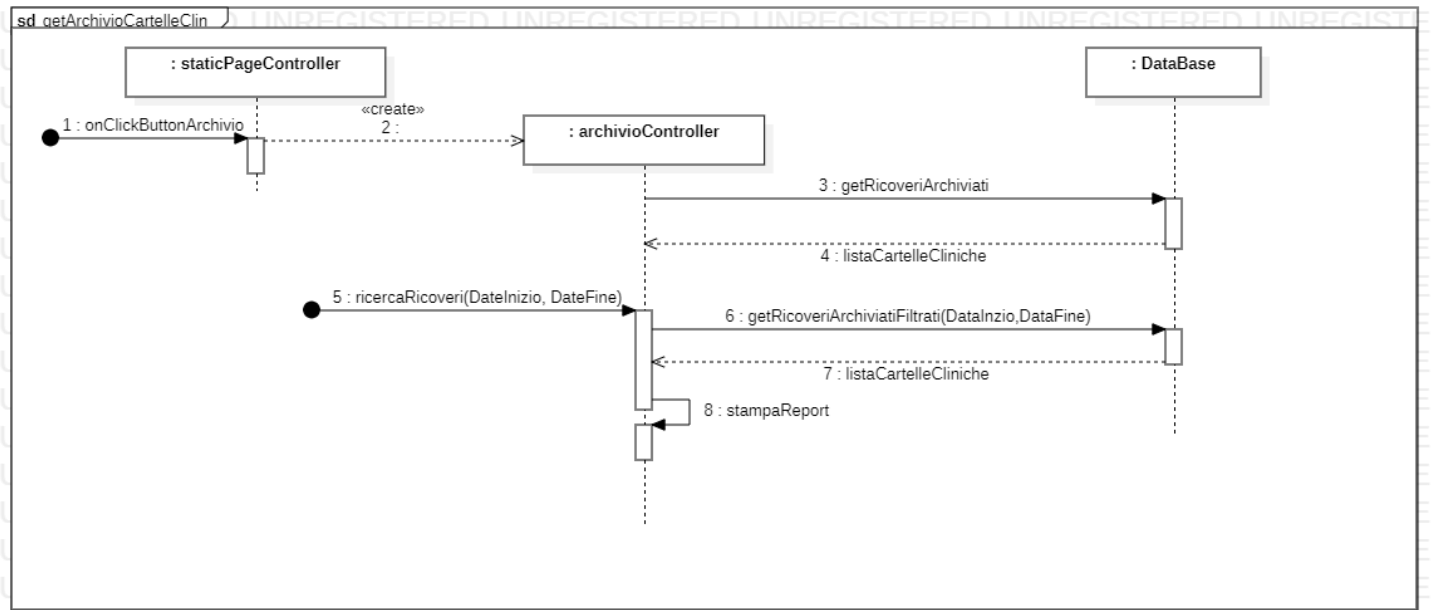 sd getArchivioCartelleClin
UNREGISTERED UNREGISTERED UNREGISTERED UNREGISTERED
: staticPageController
: DataBase
«create»
1 : onClickButtonArchivio
2 :
: archivioController
3 : getRicoveriArchiviati
4 : listaCartelleCliniche
5 : ricercaRicoveri(DateInizio, DateFine)
6 : getRicoveriArchiviatiFiltrati(DataInzio,DataFine)
7 : listaCartelleCliniche
8 : stampaReport